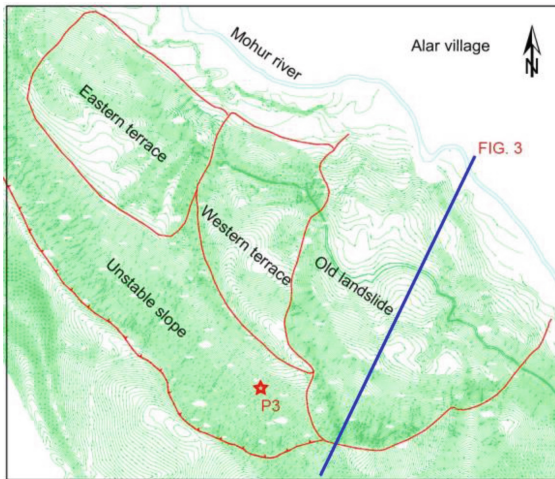 Mohur river
Alar village
N
FIG. 3
Eastern terrace
Western terrace
Old landslide
Unstable slope
P3